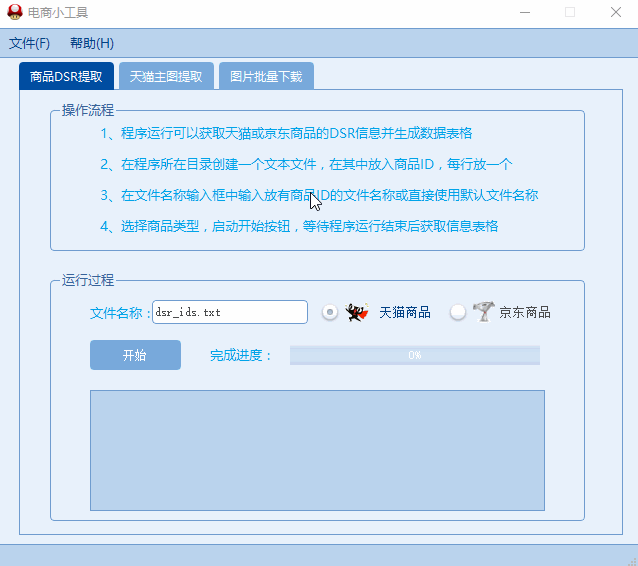 电商小工具
文件(F) 帮助(H)
商品DSR提取 天猫主图提取 图片批量下载
操作流程
1、程序运行可以获取天猫或京东商品的DSR信息并生成数据表格
2、在程序所在目录创建一个文本文件，在其中放入商品ID，每行放一个
3、在文件名称输入框中输入放有商品ID的文件名称或直接使用默认文件名称
4、选择商品类型，启动开始按钮，等待程序运行结束后获取信息表格
运行过程
文件名称： dsr_ids.txt 天猫商品 京东商品
开始 完成进度： 0%